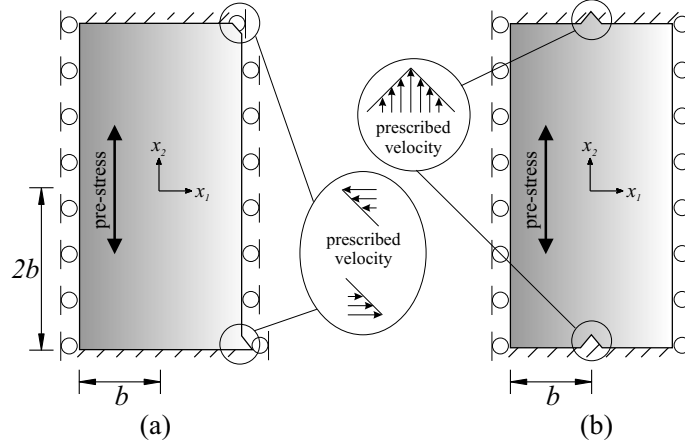 pre-stress
x₂
x₁
2b
b
prescribed
velocity
(a)
prescribed
velocity
pre-stress
x₂
x₁
b
(b)